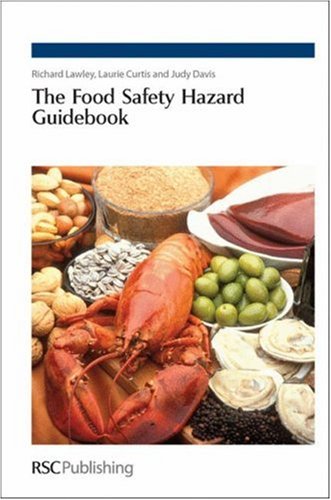 Richard Lawley, Laurie Curtis and Judy Davis
The Food Safety Hazard
Guidebook
RSCPublishing